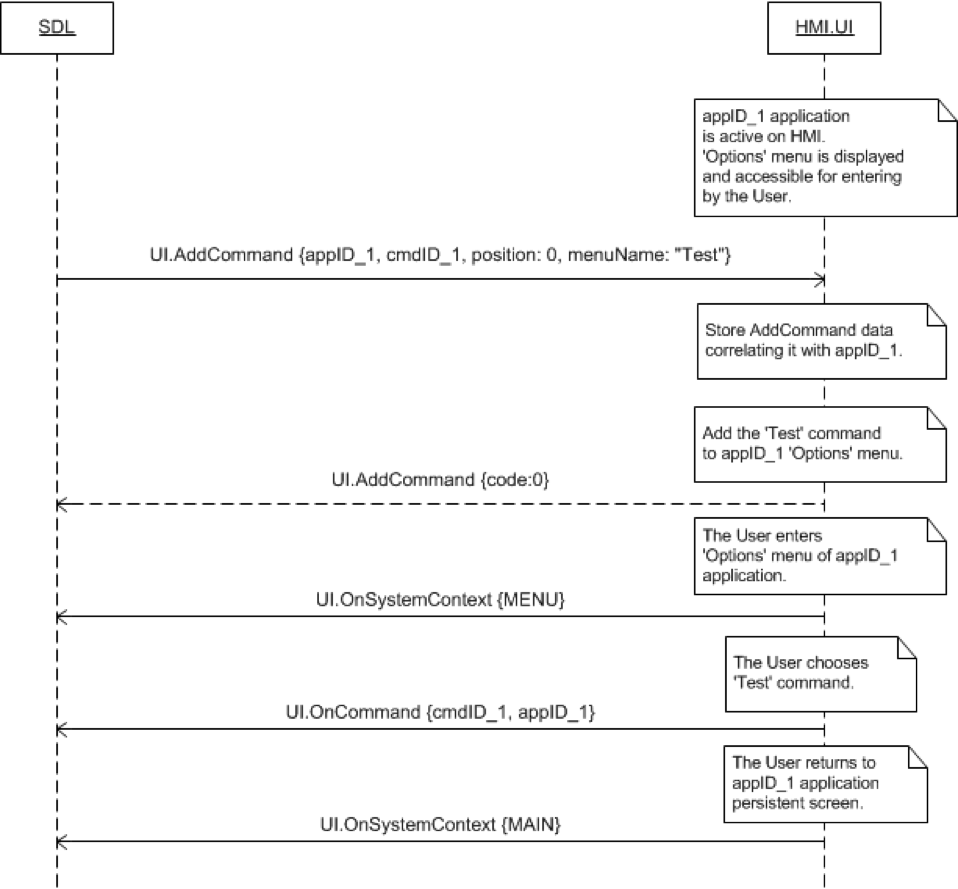 SDL
HMI.UI
appID_1 application
is active on HMI.
'Options' menu is displayed
and accessible for entering
by the User.
UI.AddCommand {appID_1, cmdID_1, position: 0, menuName: "Test"}
Store AddCommand data
correlating it with appID_1.
Add the 'Test' command
to appID_1 'Options' menu.
UI.AddCommand {code:0}
The User enters
'Options' menu of appID_1
application.
UI.OnSystemContext {MENU}
The User chooses
'Test' command.
UI.OnCommand {cmdID_1, appID_1}
The User returns to
appID_1 application
persistent screen.
UI.OnSystemContext {MAIN}